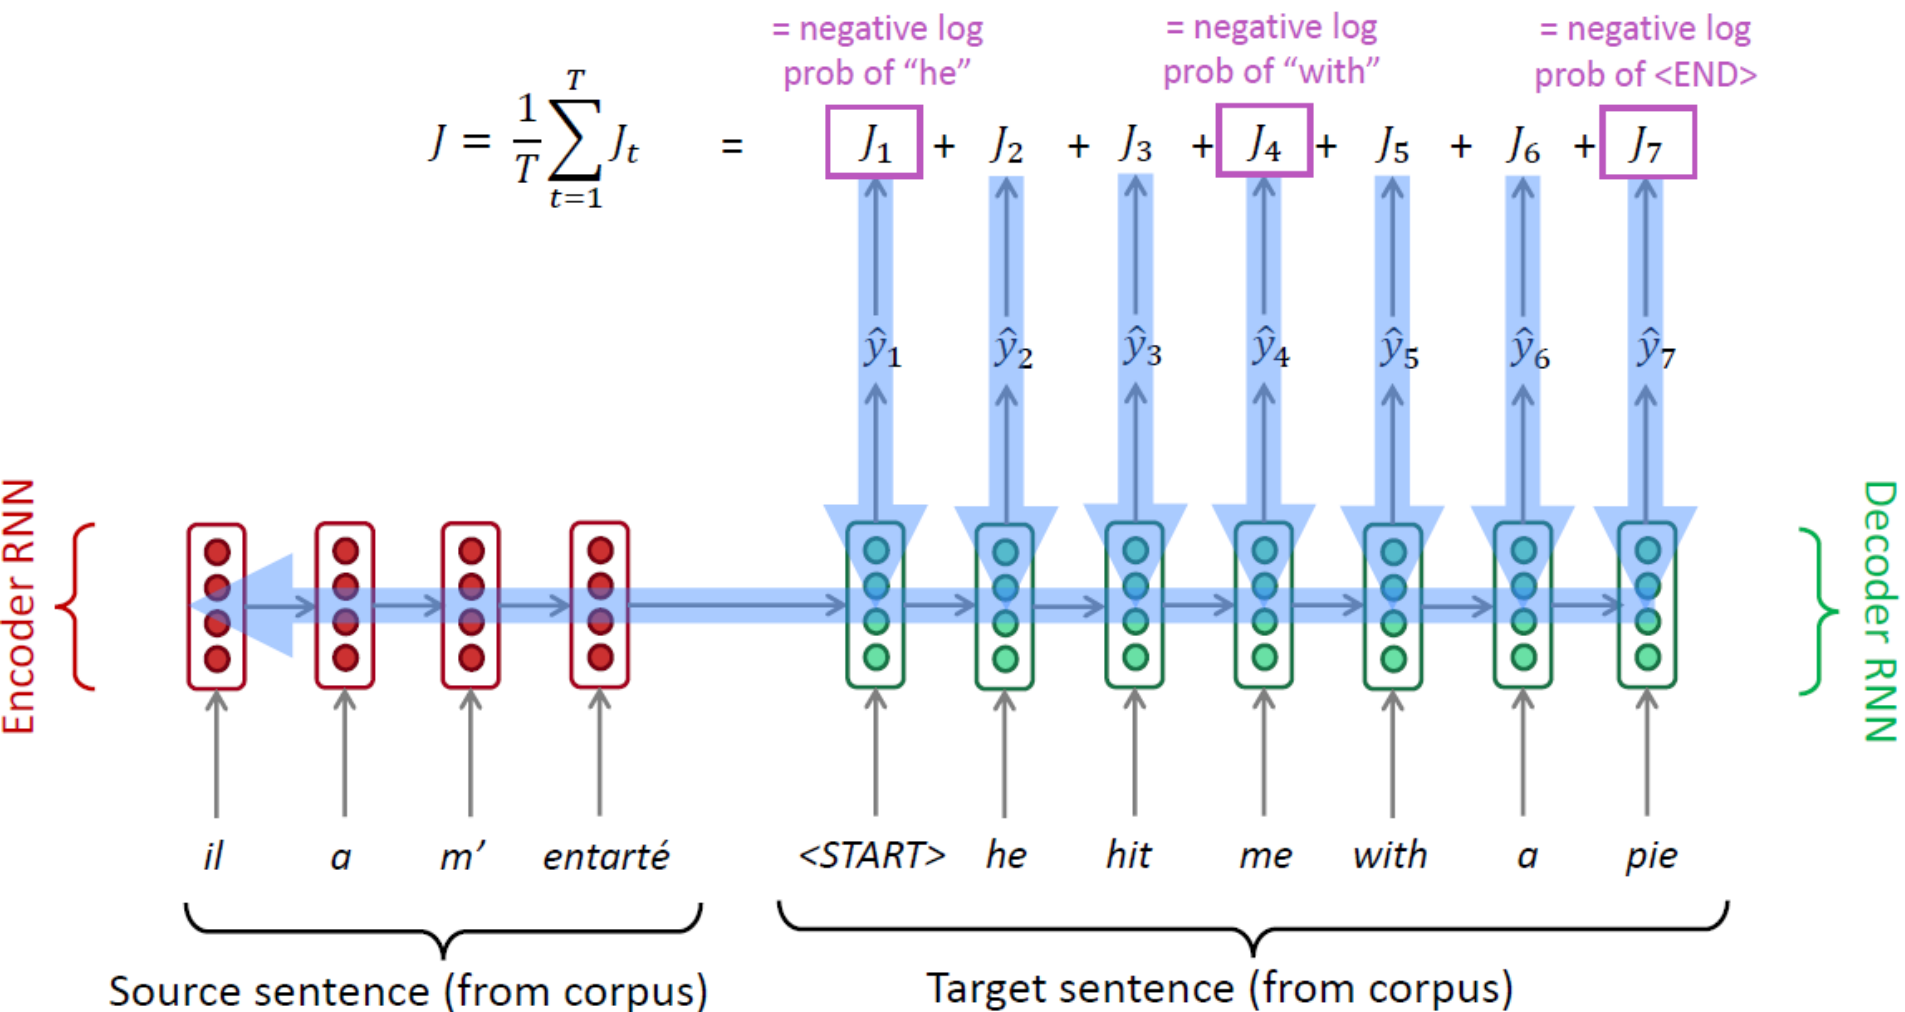 = negative log
prob of “he”
= negative log
prob of “with”
= negative log
prob of <END>
J = 1/T ∑_{t=1}^{T} J_t = J_1 + J_2 + J_3 + J_4 + J_5 + J_6 + J_7
ŷ_1 ŷ_2 ŷ_3 ŷ_4 ŷ_5 ŷ_6 ŷ_7
Encoder RNN
Decoder RNN
il a m’ entarté <START> he hit me with a pie
Source sentence (from corpus)
Target sentence (from corpus)